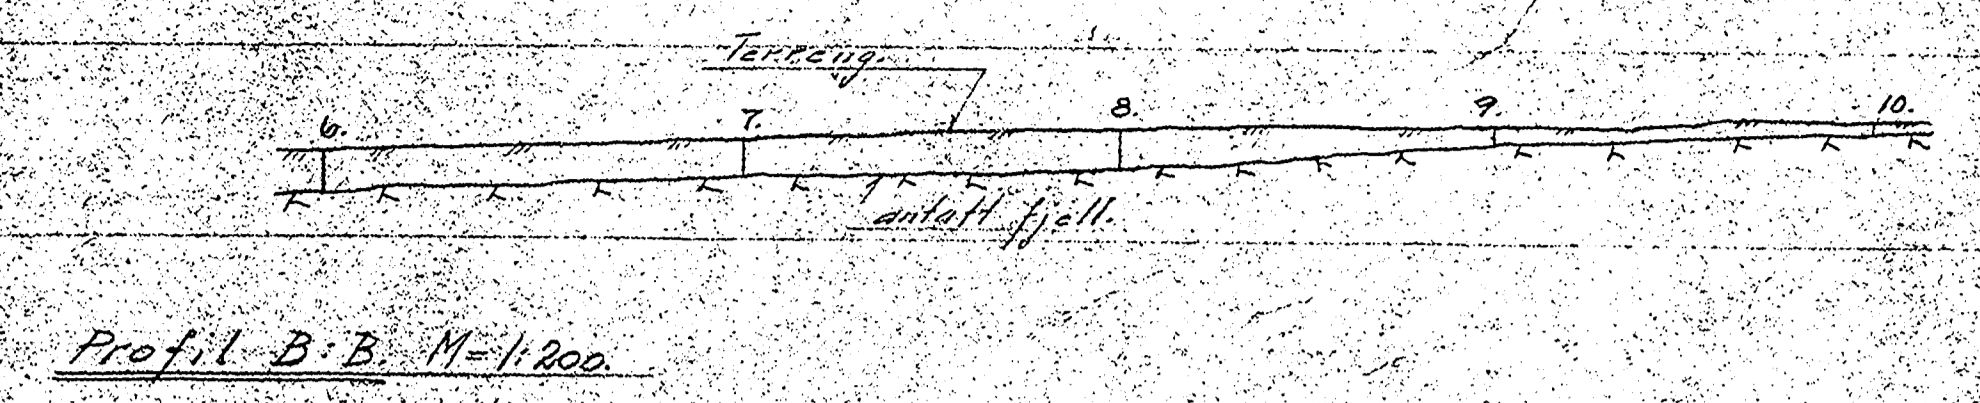 Terreng.
6. 7. 8. 9. 10.
antatt fjell.
Profil B:B. M=1:200.